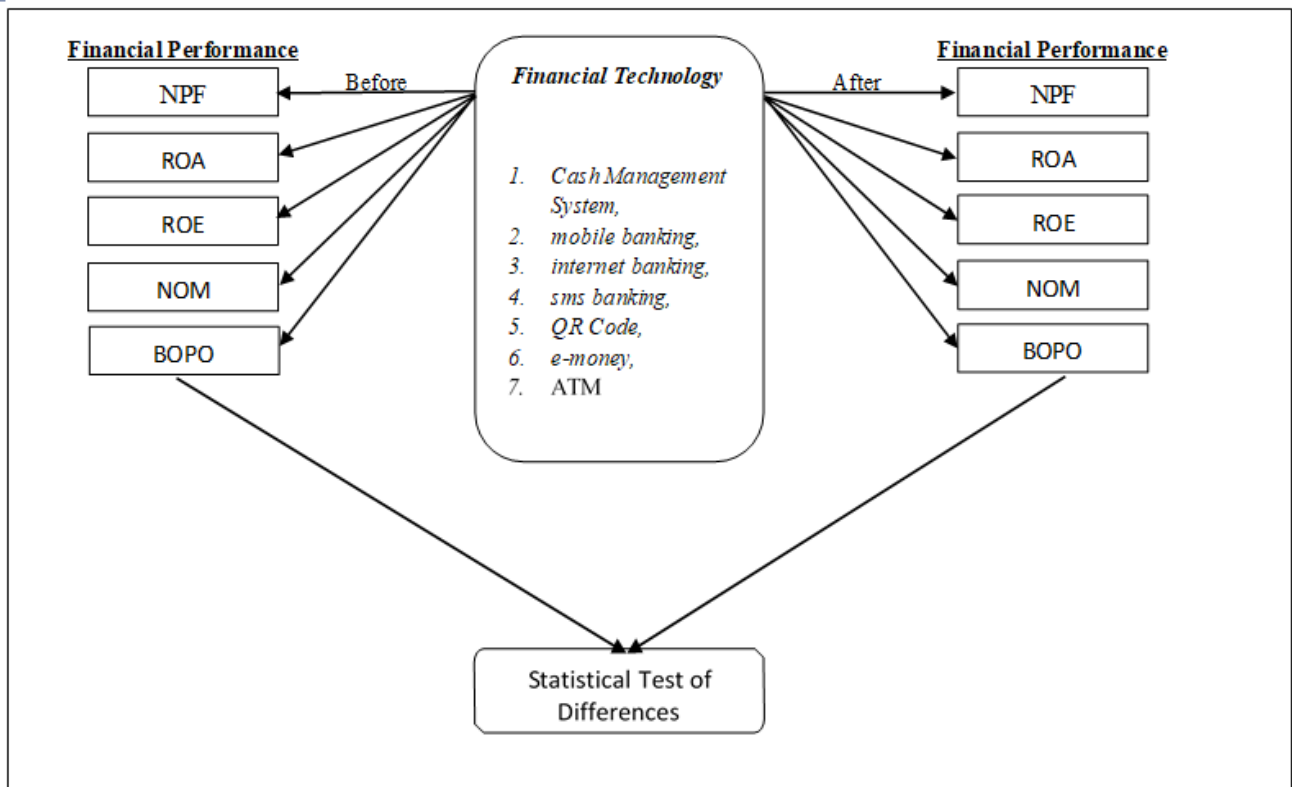 Financial Performance
NPF
ROA
ROE
NOM
BOPO
Before
Financial Technology
1. Cash Management
System,
2. mobile banking,
3. internet banking,
4. sms banking,
5. QR Code,
6. e-money,
7. ATM
After
Financial Performance
NPF
ROA
ROE
NOM
BOPO
Statistical Test of
Differences